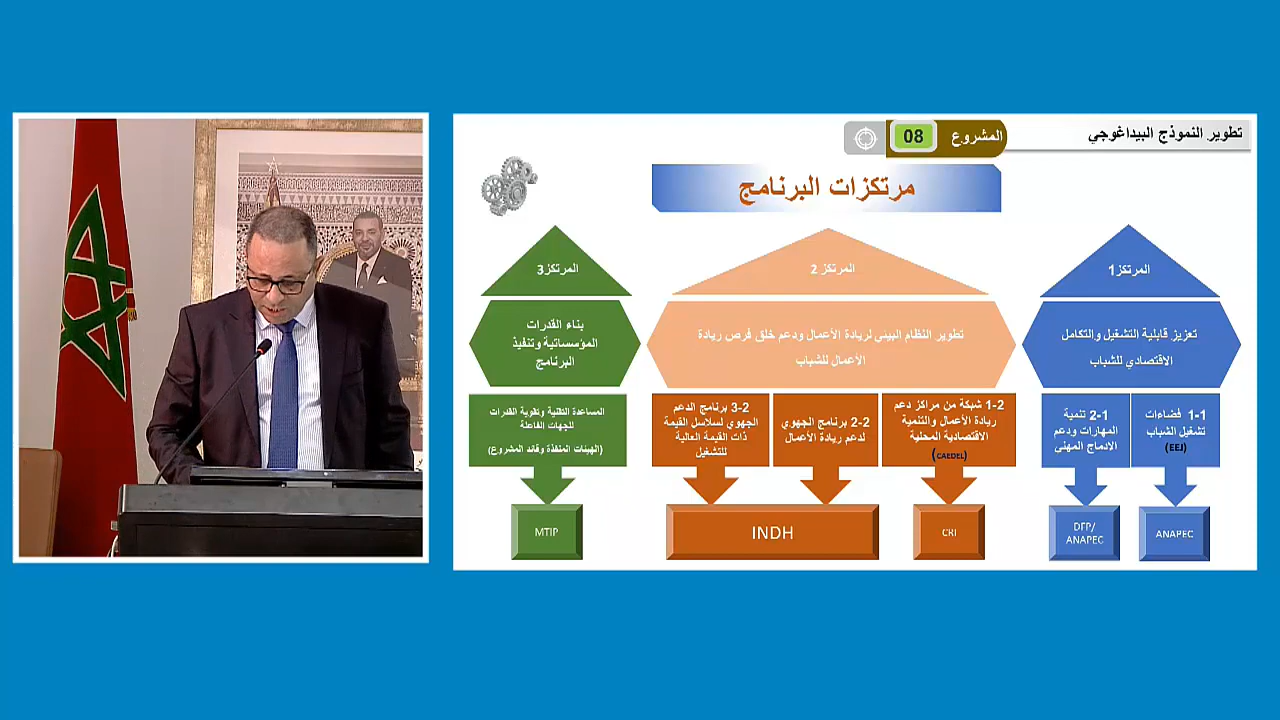 تطوير النموذج البيداغوجي
المشروع 08
مرتكزات البرنامج
المرتكز1
تعزيز قابلية التشغيل والتكامل
الاقتصادي للشباب
1-1 فضاءات
تشغيل الشباب
(EEJ)
ANAPEC
2-1 تنمية
المهارات ودعم
الادماج المهني
DFP/
ANAPEC
المرتكز 2
تطوير النظام البيئي لريادة الأعمال ودعم خلق فرص ريادة
الأعمال للشباب
1-2 شبكة من مراكز دعم
ريادة الأعمال والتنمية
الاقتصادية المحلية
(CAEDEL)
CRI
2-2 برنامج الجهوي
لدعم ريادة الأعمال
3-2 برنامج الدعم
الجهوي لسلاسل القيمة
ذات القيمة العالية
للتشغيل
INDH
المرتكز3
بناء القدرات
المؤسساتية وتنفيذ
البرنامج
المساعدة التقنية وتقوية القدرات
للجهات الفاعلة
(الهيئات المنفذة وقائد المشروع)
MTIP